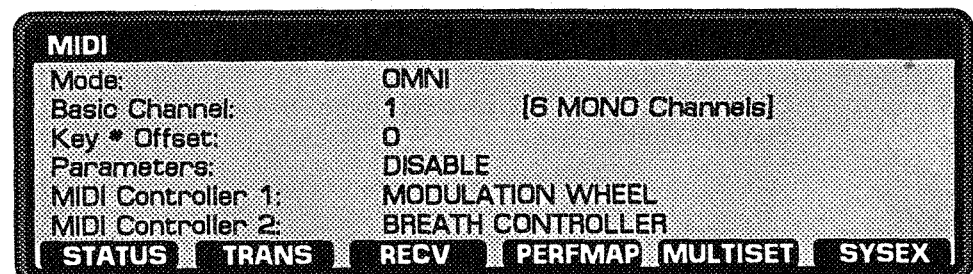 MIDI
Mode: OMNI
Basic Channel: 1 [6 MONO Channels]
Key # Offset: 0
Parameters: DISABLE
MIDI Controller 1: MODULATION WHEEL
MIDI Controller 2: BREATH CONTROLLER
STATUS TRANS RECV PERFMAP MULTISET SYSEX